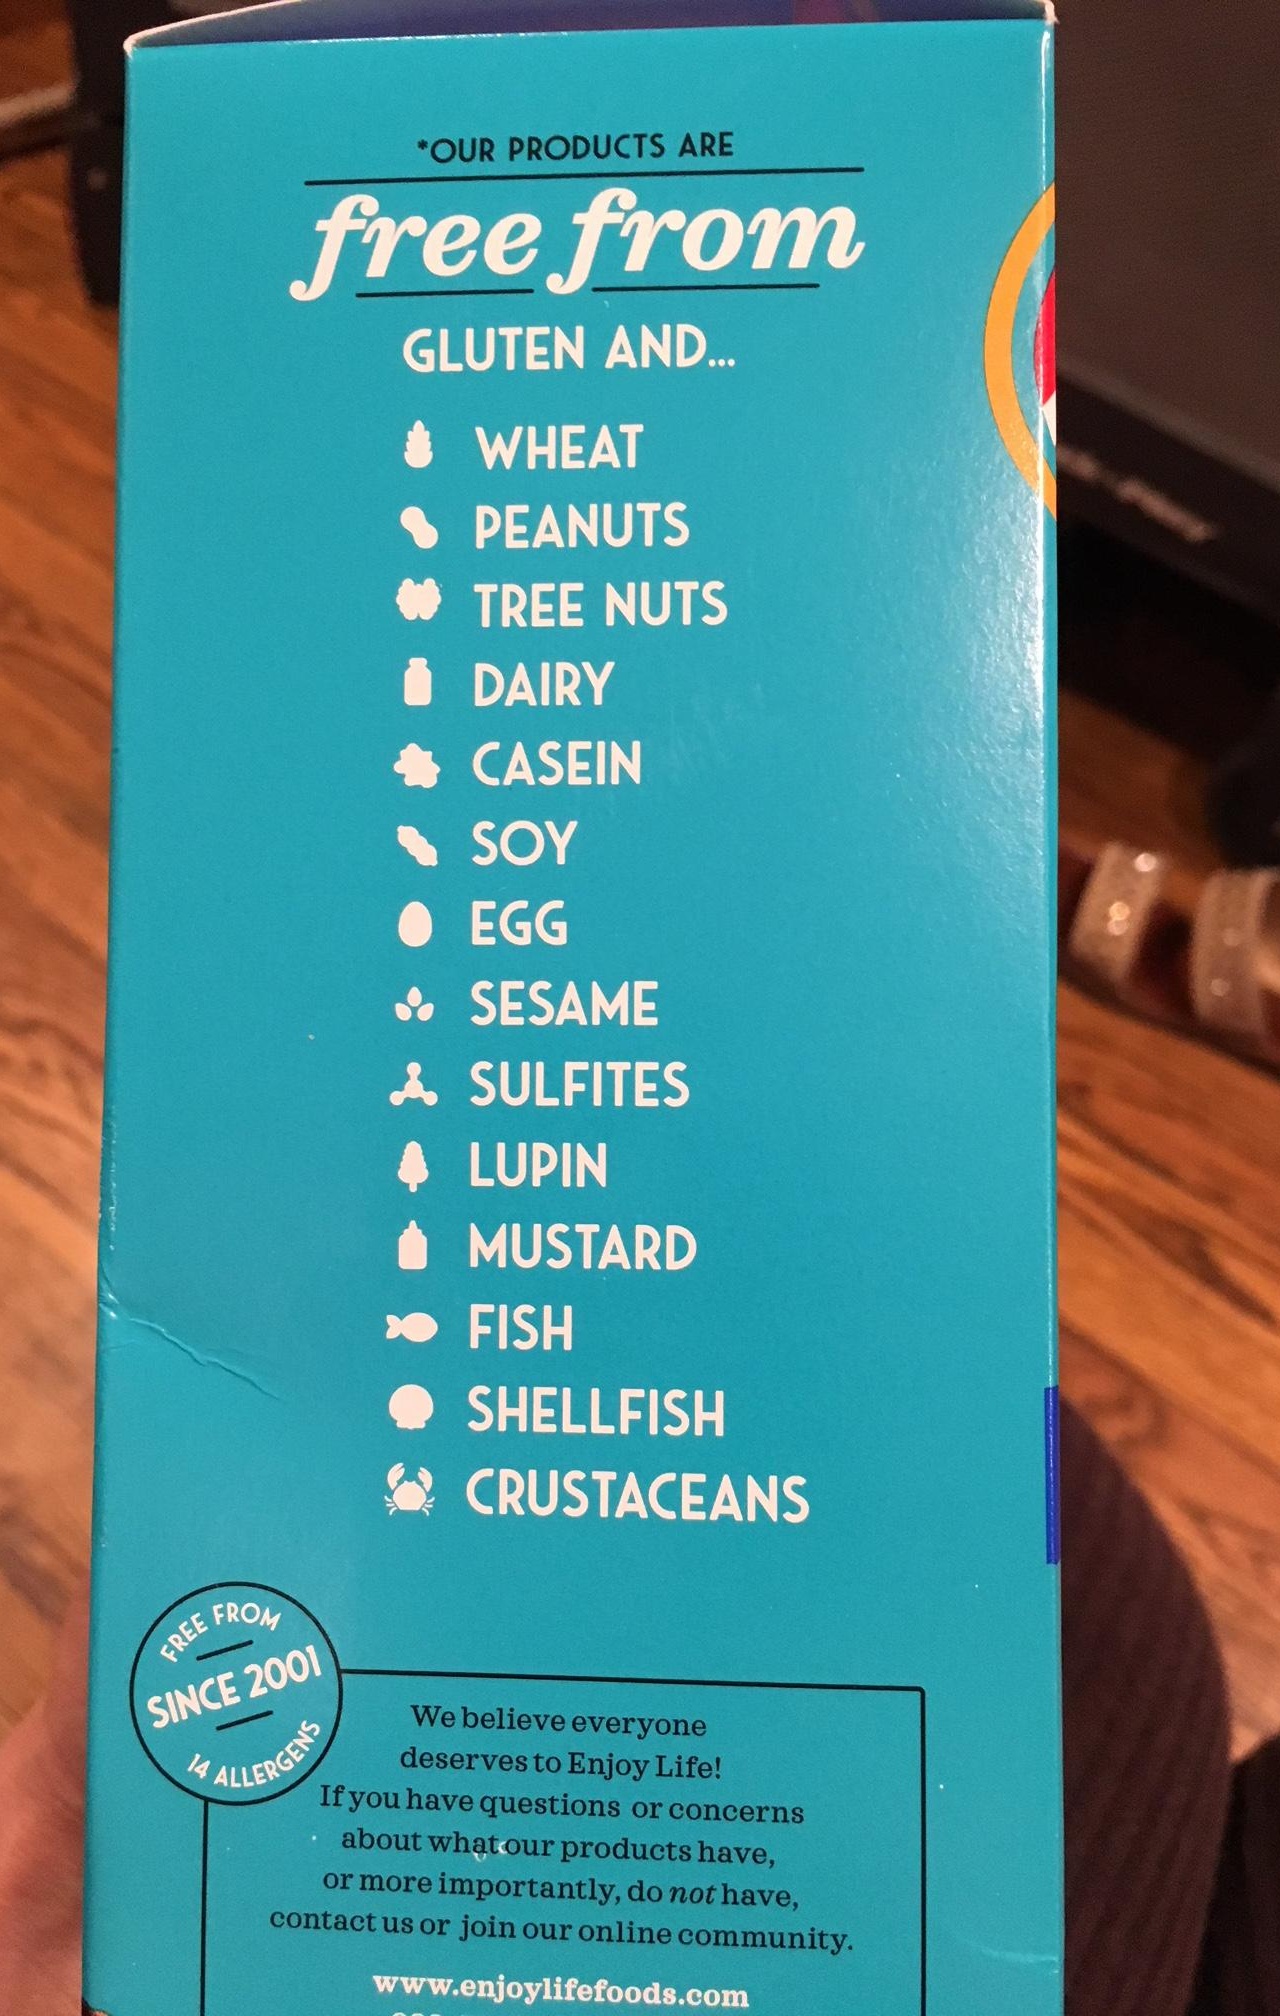 *OUR PRODUCTS ARE
free from
GLUTEN AND...
WHEAT
PEANUTS
TREE NUTS
DAIRY
CASEIN
SOY
EGG
SESAME
SULFITES
LUPIN
MUSTARD
FISH
SHELLFISH
CRUSTACEANS
FREE FROM
SINCE 2001
14 ALLERGENS
We believe everyone
deserves to Enjoy Life!
If you have questions or concerns
about what our products have,
or more importantly, do not have,
contact us or join our online community.
www.enjoylifefoods.com